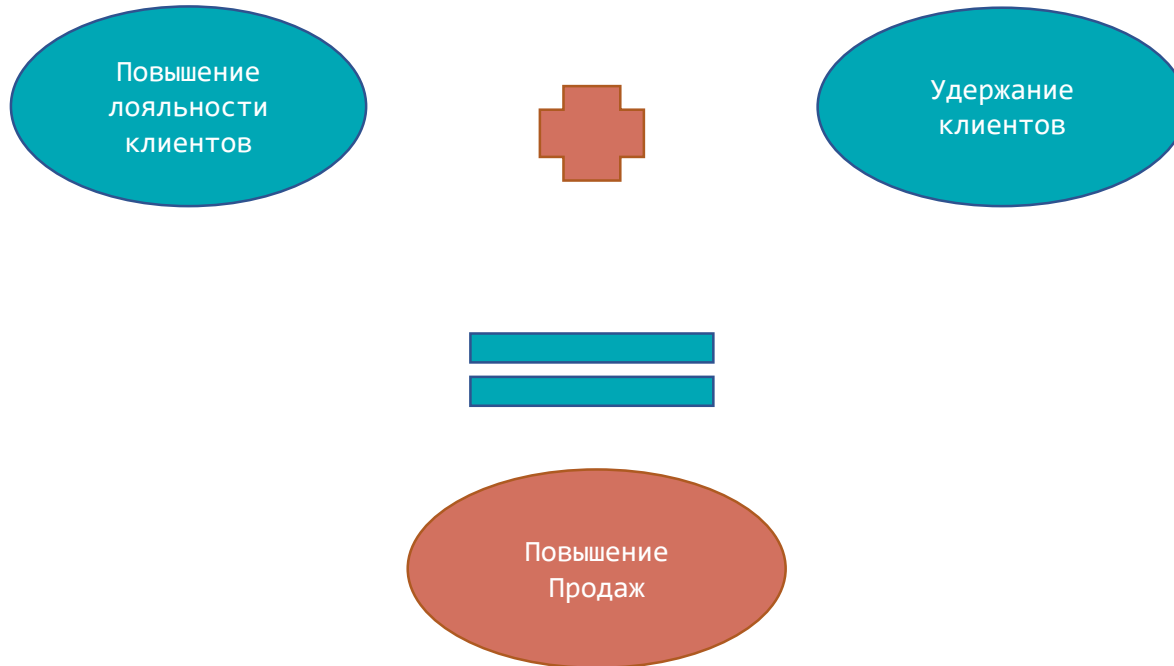 Повышение
лояльности
клиентов
Удержание
клиентов
Повышение
Продаж